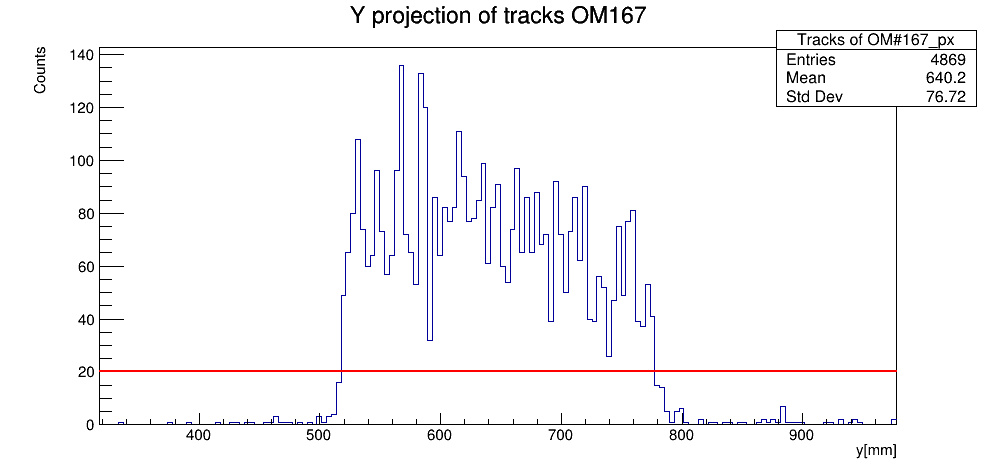 Y projection of tracks OM167
Tracks of OM#167_px
Entries 4869
Mean 640.2
Std Dev 76.72
Counts
140
120
100
80
60
40
20
0
400 500 600 700 800 900
y[mm]